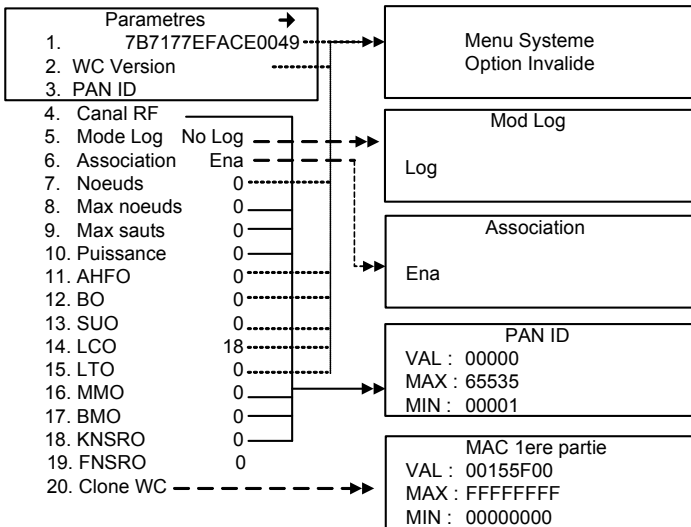 Parametres
1. 7B7177EFACE0049
2. WC Version
3. PAN ID
4. Canal RF
5. Mode Log No Log
6. Association Ena
7. Noeuds 0
8. Max noeuds 0
9. Max sauts 0
10. Puissance 0
11. AHFO 0
12. BO 0
13. SUO 0
14. LCO 18
15. LTO 0
16. MMO 0
17. BMO 0
18. KNSRO 0
19. FNSRO 0
20. Clone WC
Menu Systeme
Option Invalide
Mod Log
Log
Association
Ena
PAN ID
VAL : 00000
MAX : 65535
MIN : 00001
MAC 1ere partie
VAL : 00155F00
MAX : FFFFFFFF
MIN : 00000000